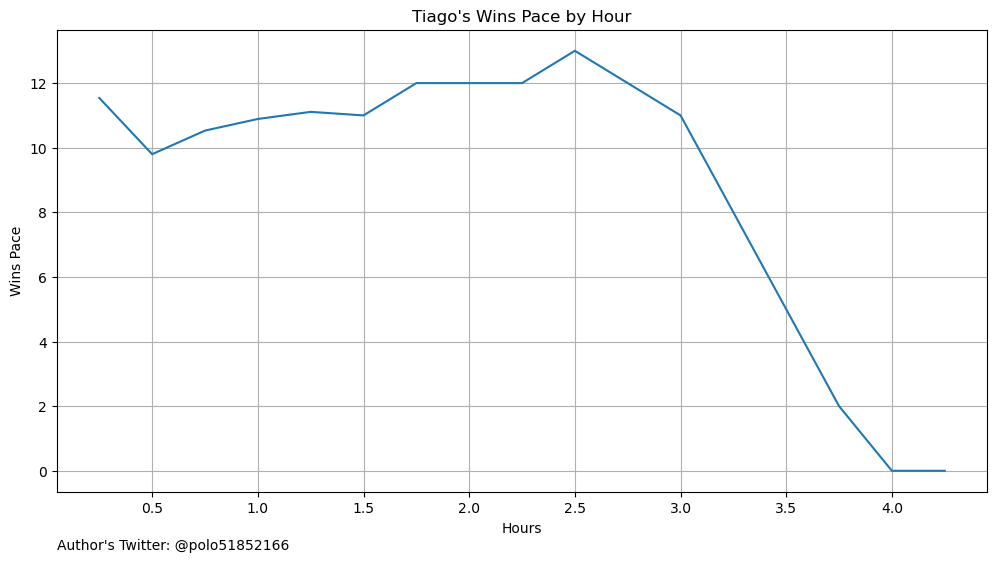 Tiago's Wins Pace by Hour
Wins Pace
12
10
8
6
4
2
0
0.5 1.0 1.5 2.0 2.5 3.0 3.5 4.0
Hours
Author's Twitter: @polo51852166